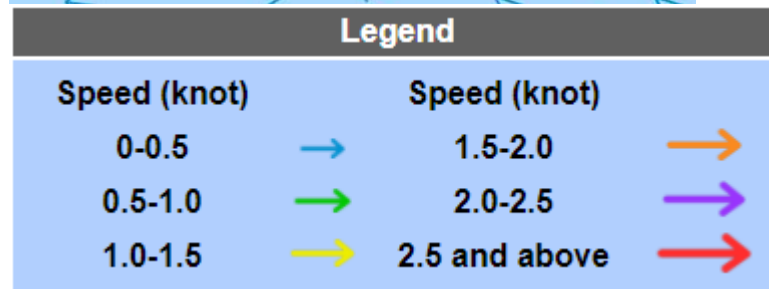 Legend
Speed (knot) Speed (knot)
0-0.5 1.5-2.0
0.5-1.0 2.0-2.5
1.0-1.5 2.5 and above